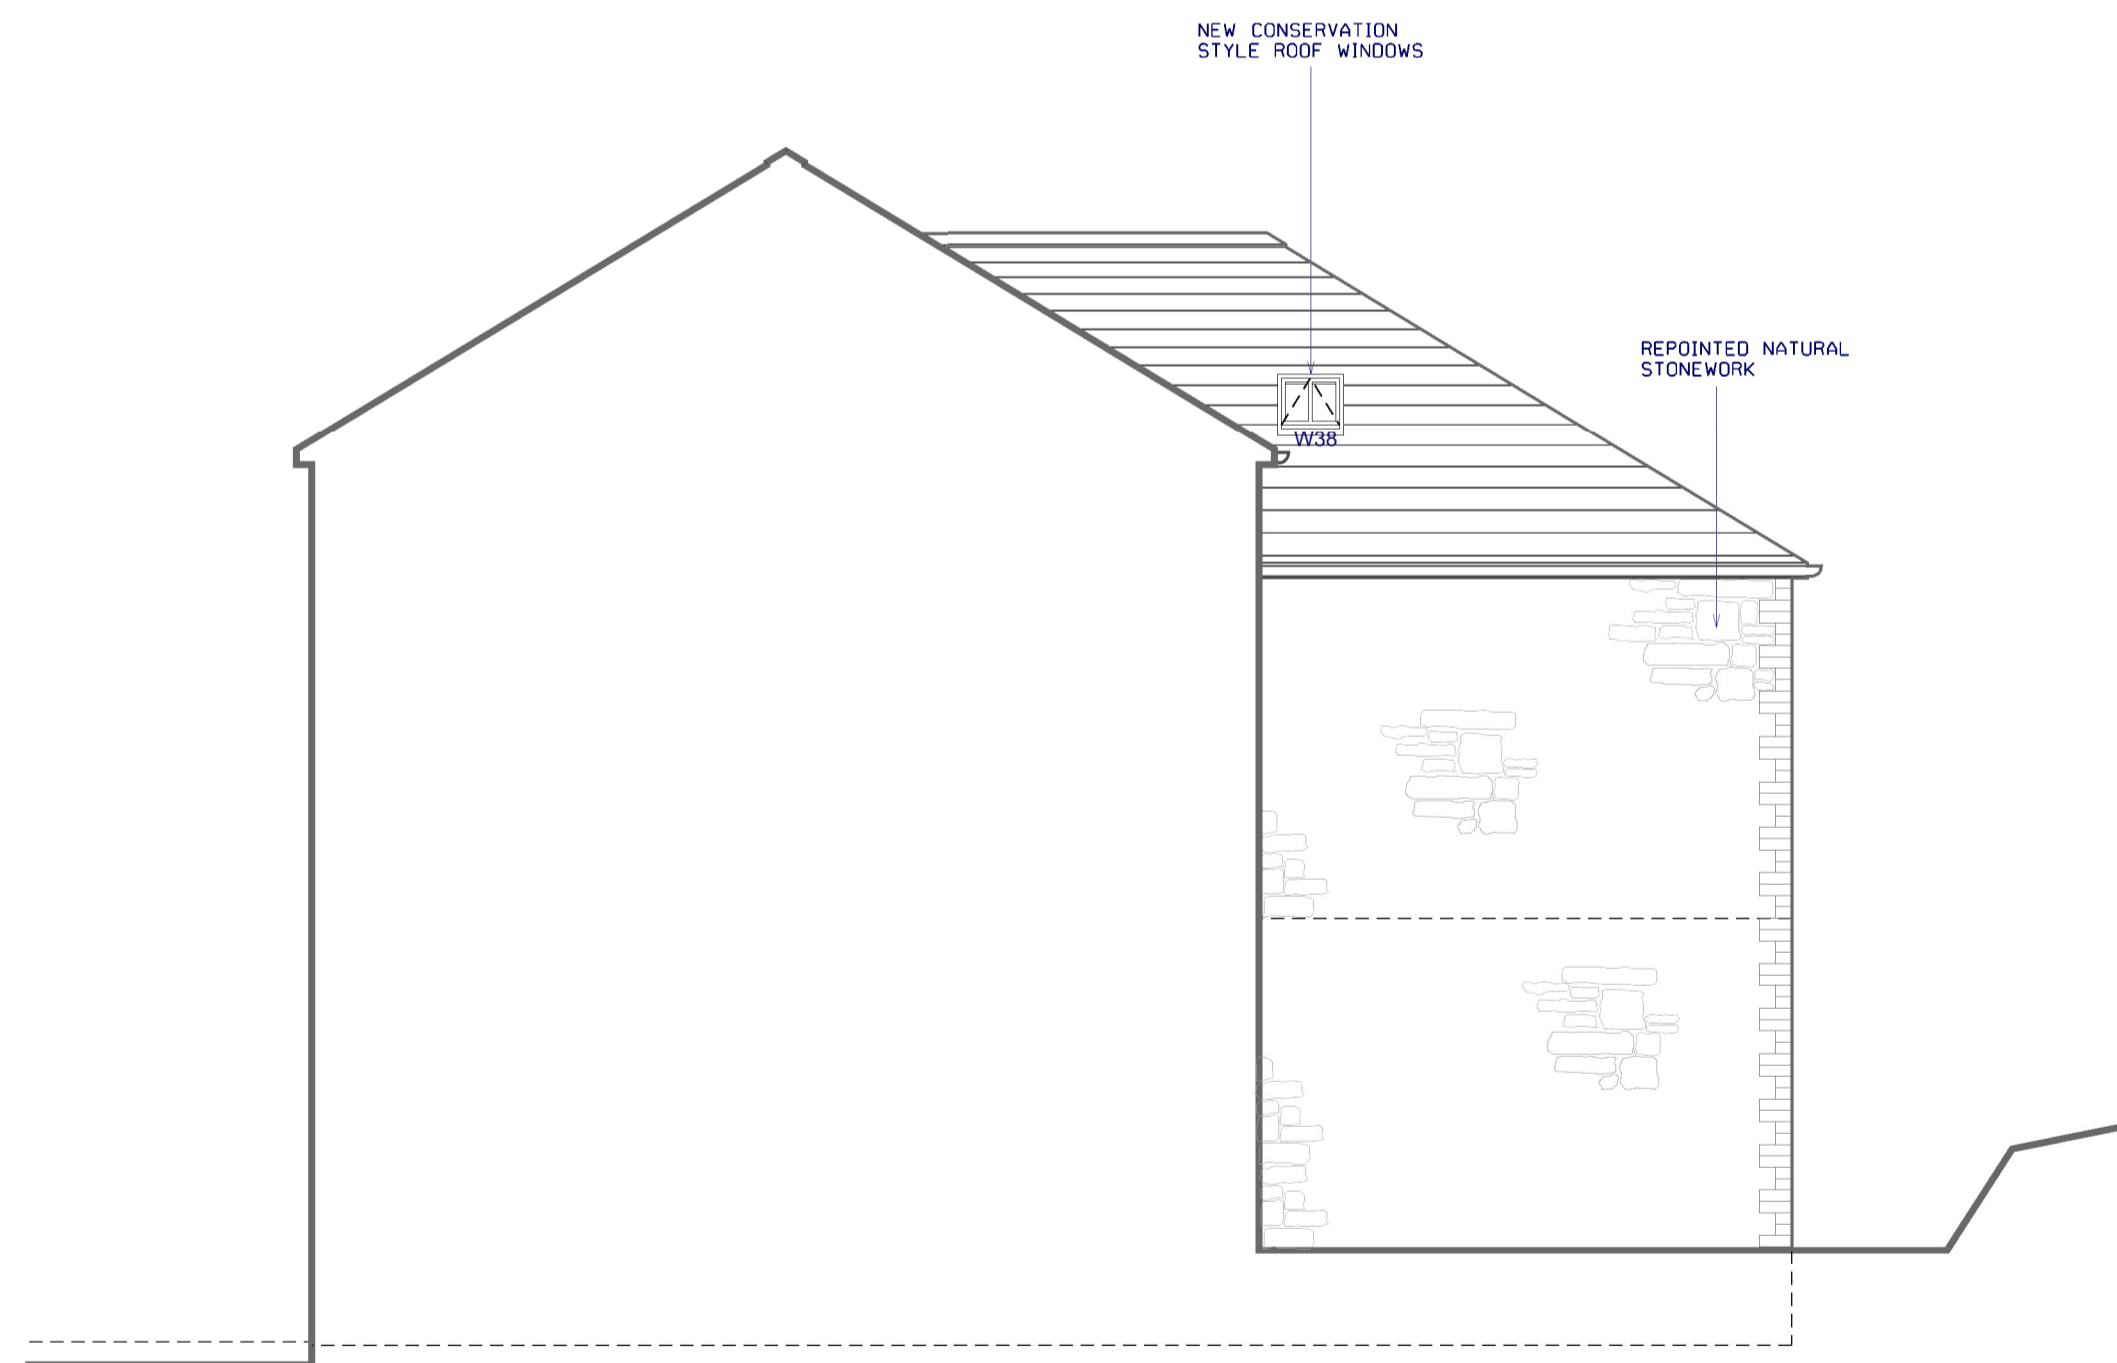 NEW CONSERVATION
STYLE ROOF WINDOWS
REPOINTED NATURAL
STONEWORK
W38